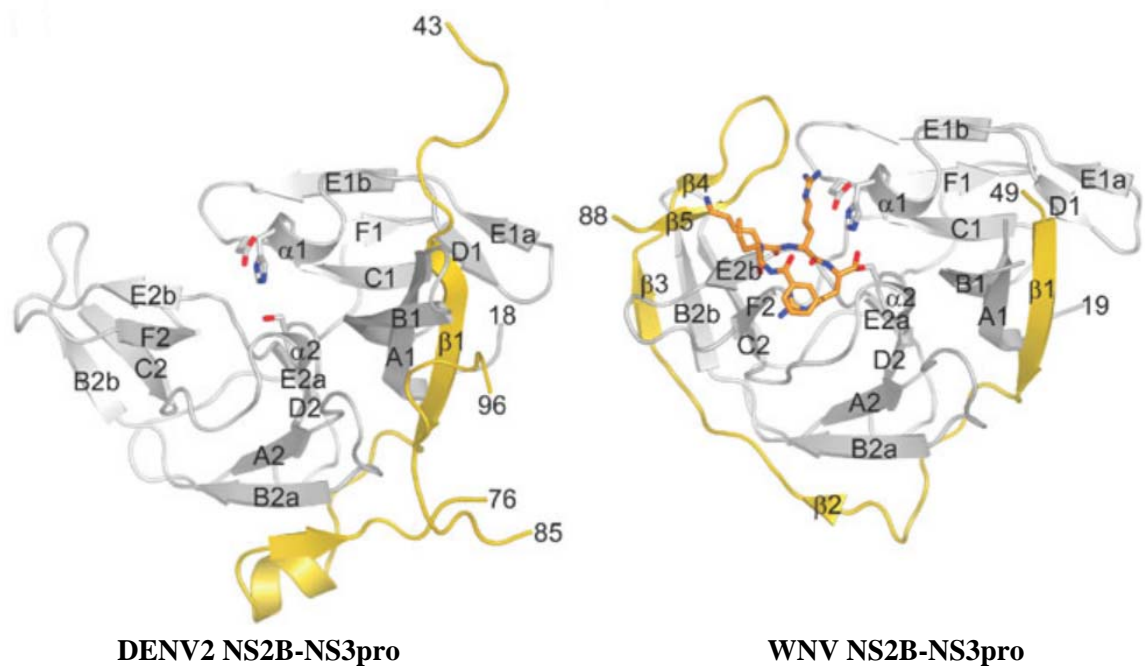 43
E1b
α1
F1
E1a
D1
C1
E2b
B1
18
F2
β1
α2
A1
C2
B2b
E2a
96
D2
A2
76
B2a
85
DENV2 NS2B-NS3pro
E1b
β4
F1
E1a
α1
49
D1
88
β5
C1
E2b
β3
α2
B1
β1
F2
B2b
E2a
19
A1
C2
D2
A2
B2a
β2
WNV NS2B-NS3pro